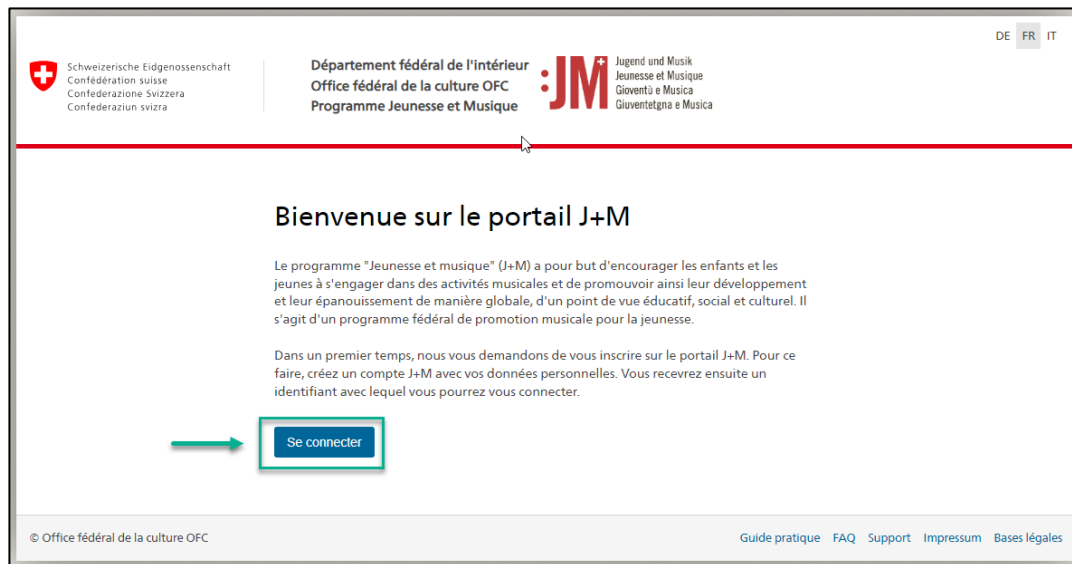 DE FR IT
Schweizerische Eidgenossenschaft
Confédération suisse
Confederazione Svizzera
Confederaziun svizra
Département fédéral de l'intérieur
Office fédéral de la culture OFC
Programme Jeunesse et Musique
:JM
Jugend und Musik
Jeunesse et Musique
Gioventù e Musica
Giuventetgna e Musica
Bienvenue sur le portail J+M
Le programme "Jeunesse et musique" (J+M) a pour but d'encourager les enfants et les
jeunes à s'engager dans des activités musicales et de promouvoir ainsi leur développement
et leur épanouissement de manière globale, d'un point de vue éducatif, social et culturel. Il
s'agit d'un programme fédéral de promotion musicale pour la jeunesse.
Dans un premier temps, nous vous demandons de vous inscrire sur le portail J+M. Pour ce
faire, créez un compte J+M avec vos données personnelles. Vous recevrez ensuite un
identifiant avec lequel vous pourrez vous connecter.
Se connecter
© Office fédéral de la culture OFC
Guide pratique FAQ Support Impressum Bases légales